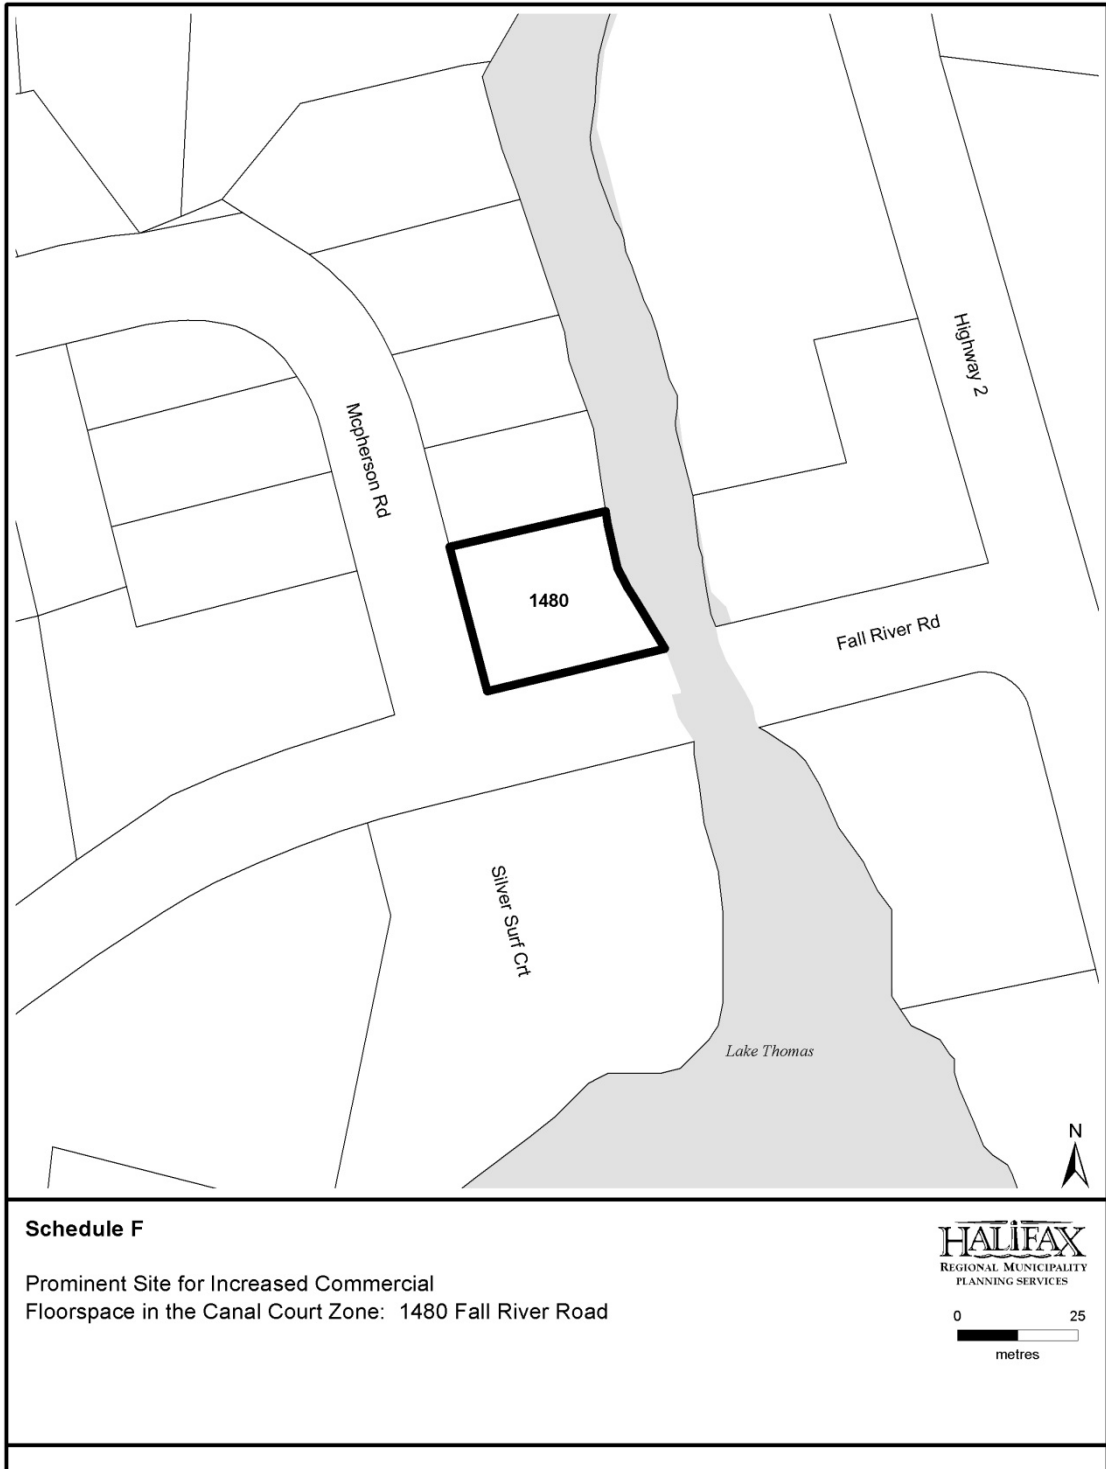 Highway 2
Mcpherson Rd
1480
Fall River Rd
Silver Surf Crt
Lake Thomas
N
Schedule F
Prominent Site for Increased Commercial
Floorspace in the Canal Court Zone: 1480 Fall River Road
HALIFAX
REGIONAL MUNICIPALITY
PLANNING SERVICES
0 25
metres